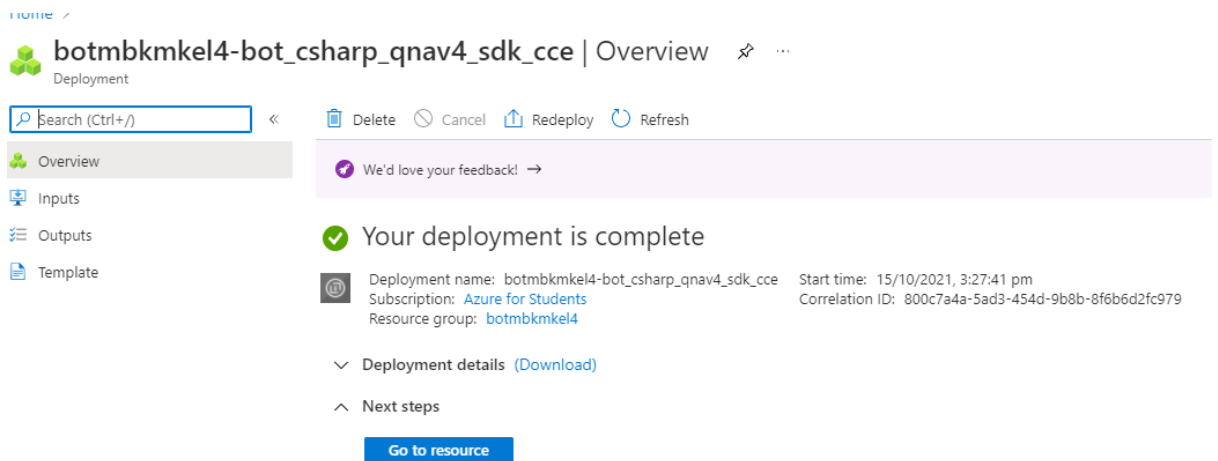 Home >
botmbkmkel4-bot_csharp_qnav4_sdk_cce | Overview
Deployment
Search (Ctrl+/)
«
Delete Cancel Redeploy Refresh
Overview
We'd love your feedback! →
Inputs
Outputs
Your deployment is complete
Template
Deployment name: botmbkmkel4-bot_csharp_qnav4_sdk_cce Start time: 15/10/2021, 3:27:41 pm
Subscription: Azure for Students Correlation ID: 800c7a4a-5ad3-454d-9b8b-8f6b6d2fc979
Resource group: botmbkmkel4
Deployment details (Download)
Next steps
Go to resource